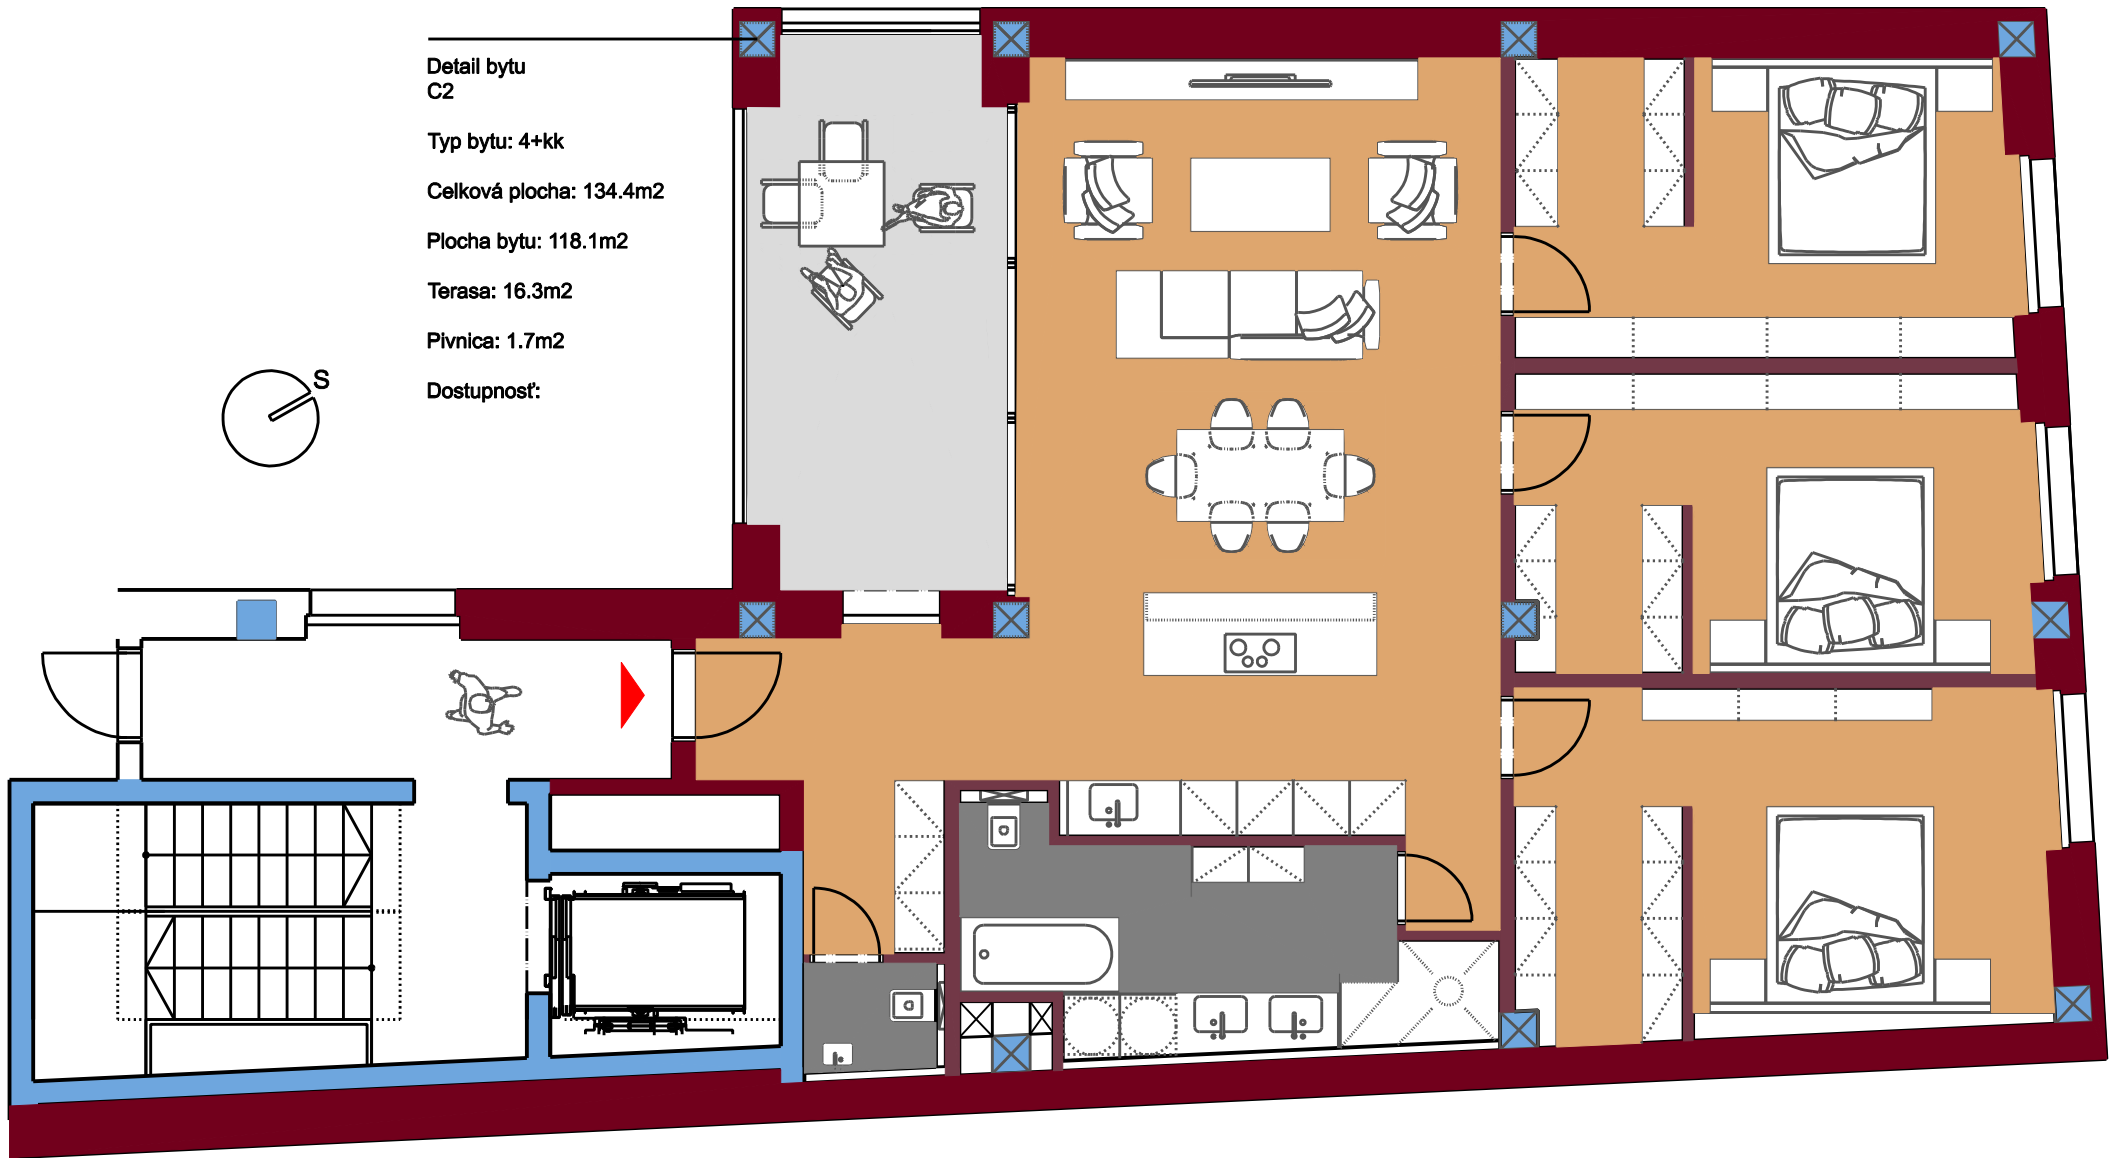 Detail bytu
C2
Typ bytu: 4+kk
Celková plocha: 134.4m2
Plocha bytu: 118.1m2
Terasa: 16.3m2
Pivnica: 1.7m2
Dostupnosť:
S